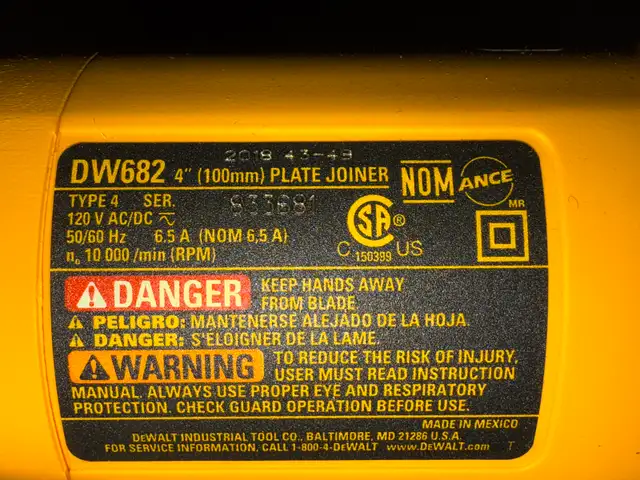 2018 43-49
DW682 4" (100mm) PLATE JOINER
NOM ANCE
MR
TYPE 4 SER. 833681
120 V AC/DC
50/60 Hz 6.5 A (NOM 6,5 A)
n₀ 10 000 /min (RPM)
CSA®
C US
150399
DANGER KEEP HANDS AWAY
FROM BLADE
PELIGRO: MANTENERSE ALEJADO DE LA HOJA.
DANGER: S'ELOIGNER DE LA LAME.
WARNING TO REDUCE THE RISK OF INJURY,
USER MUST READ INSTRUCTION
MANUAL. ALWAYS USE PROPER EYE AND RESPIRATORY
PROTECTION. CHECK GUARD OPERATION BEFORE USE.
MADE IN MEXICO
DEWALT INDUSTRIAL TOOL CO., BALTIMORE, MD 21286 U.S.A.
FOR SERVICE INFORMATION, CALL 1-800-4-DEWALT www.DEWALT.com T